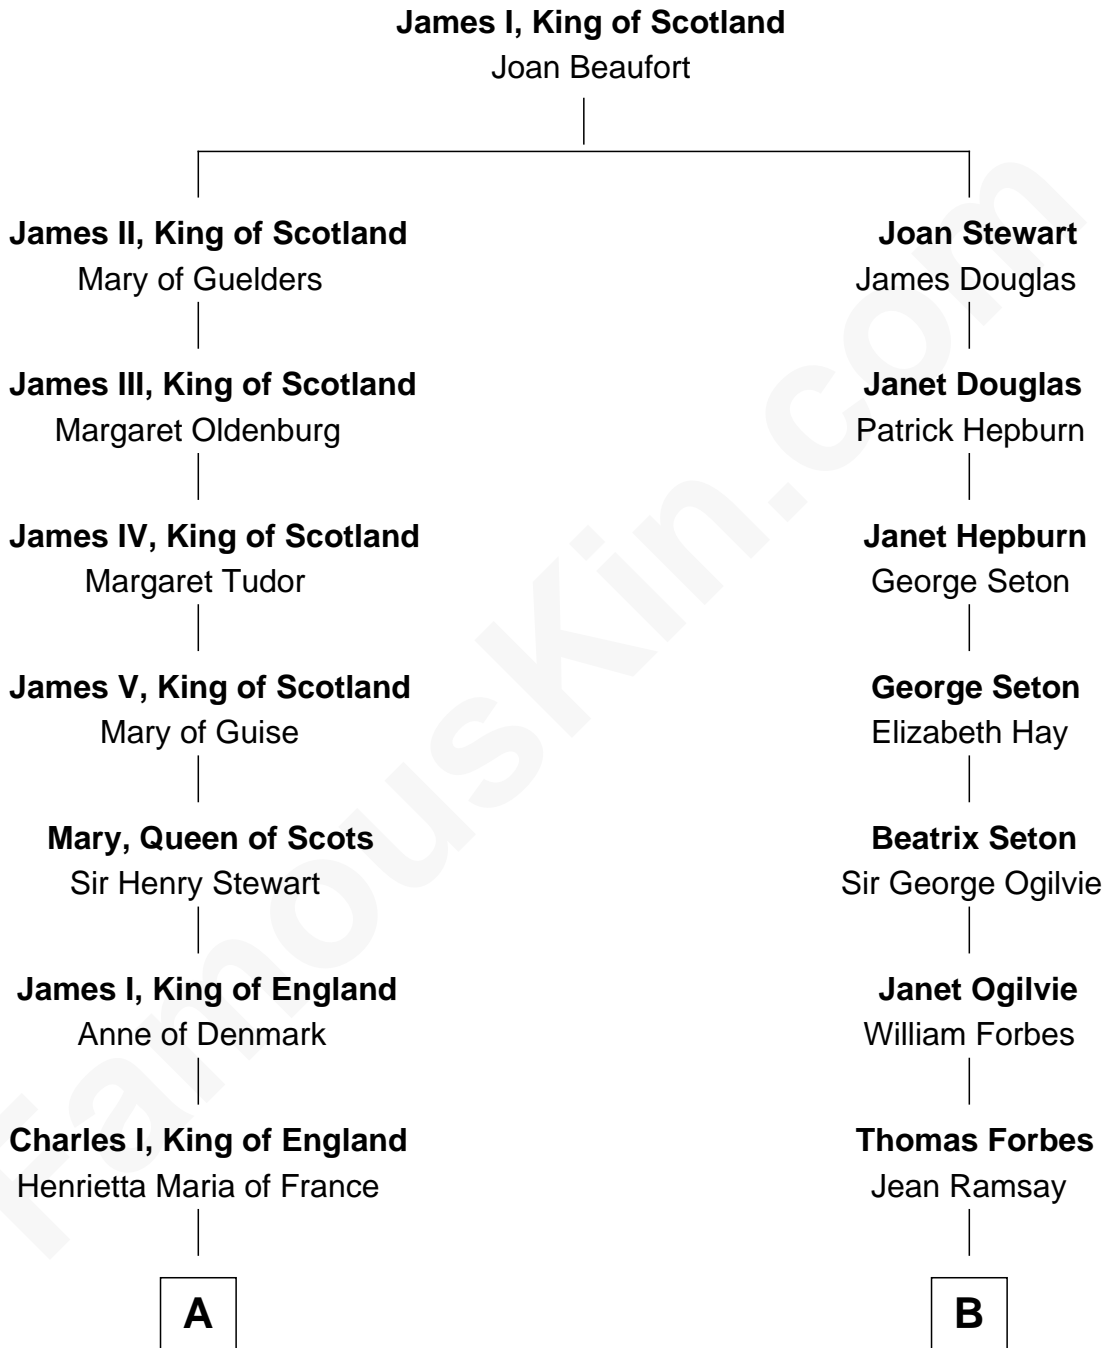 James I, King of Scotland
Joan Beaufort
James II, King of Scotland
Mary of Guelders
James III, King of Scotland
Margaret Oldenburg
James IV, King of Scotland
Margaret Tudor
James V, King of Scotland
Mary of Guise
Mary, Queen of Scots
Sir Henry Stewart
James I, King of England
Anne of Denmark
Charles I, King of England
Henrietta Maria of France
A
Joan Stewart
James Douglas
Janet Douglas
Patrick Hepburn
Janet Hepburn
George Seton
George Seton
Elizabeth Hay
Beatrix Seton
Sir George Ogilvie
Janet Ogilvie
William Forbes
Thomas Forbes
Jean Ramsay
B
FamousKin.com